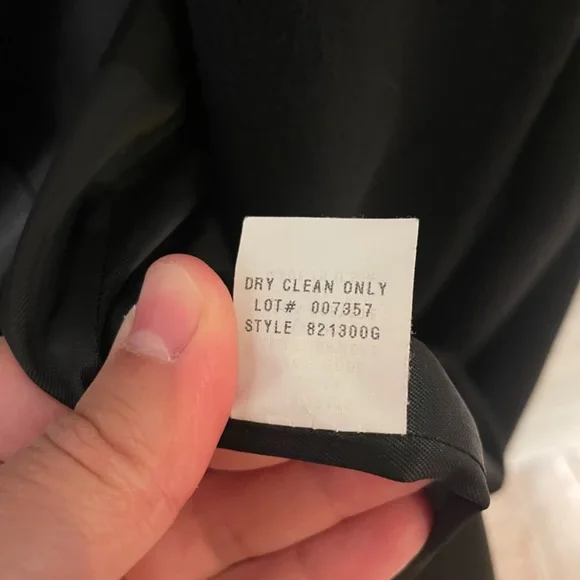 DRY CLEAN ONLY
LOT# 007357
STYLE 821300G